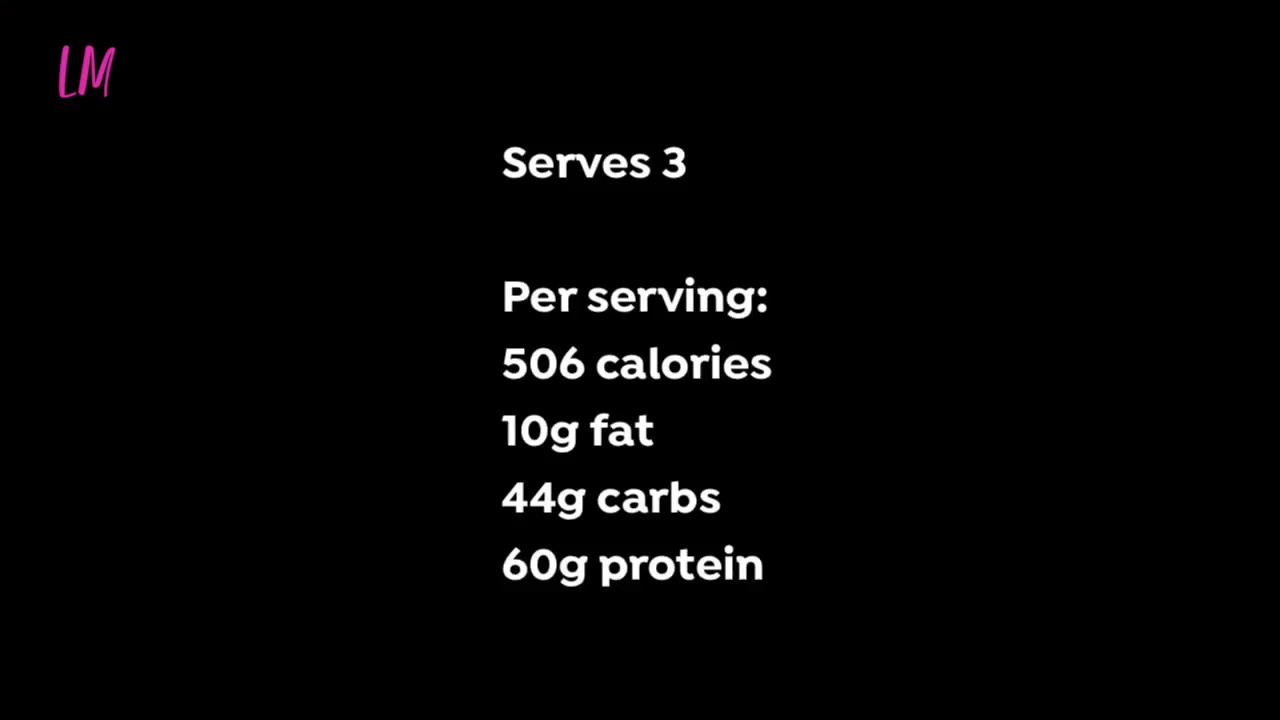 LM
Serves 3
Per serving:
506 calories
10g fat
44g carbs
60g protein